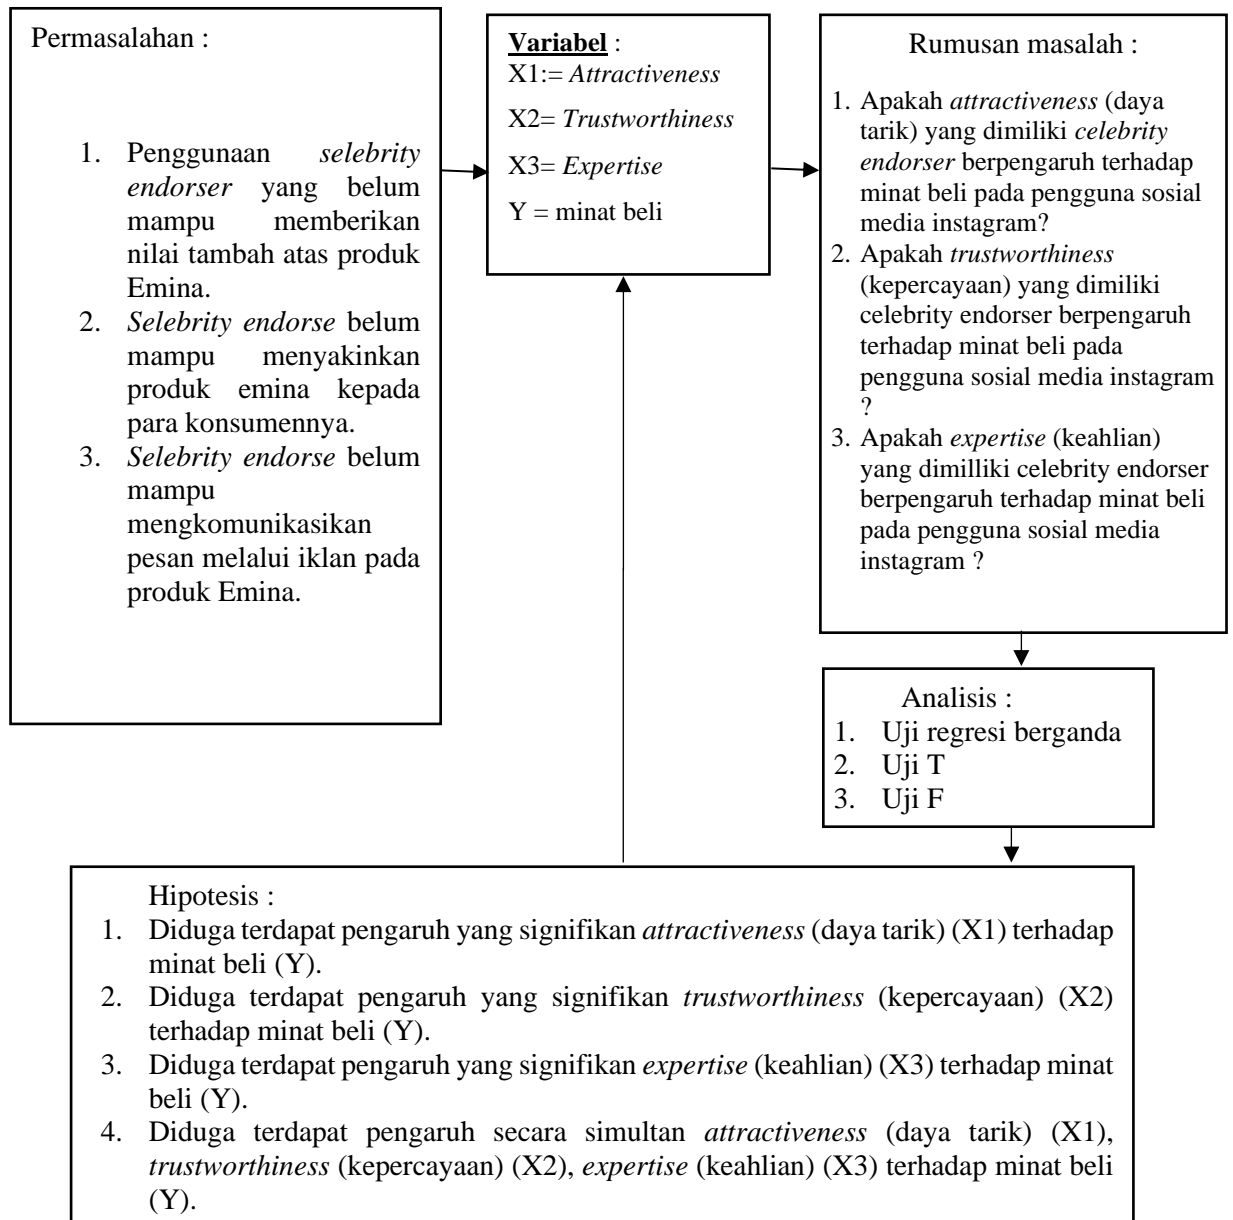 Permasalahan :
1. Penggunaan selebrity
endorser yang belum
mampu memberikan
nilai tambah atas produk
Emina.
2. Selebrity endorse belum
mampu menyakinkan
produk emina kepada
para konsumennya.
3. Selebrity endorse belum
mampu
mengkomunikasikan
pesan melalui iklan pada
produk Emina.
Variabel :
X1:= Attractiveness
X2= Trustworthiness
X3= Expertise
Y = minat beli
Rumusan masalah :
1. Apakah attractiveness (daya
tarik) yang dimiliki celebrity
endorser berpengaruh terhadap
minat beli pada pengguna sosial
media instagram?
2. Apakah trustworthiness
(kepercayaan) yang dimiliki
celebrity endorser berpengaruh
terhadap minat beli pada
pengguna sosial media instagram
?
3. Apakah expertise (keahlian)
yang dimilliki celebrity endorser
berpengaruh terhadap minat beli
pada pengguna sosial media
instagram ?
Analisis :
1. Uji regresi berganda
2. Uji T
3. Uji F
Hipotesis :
1. Diduga terdapat pengaruh yang signifikan attractiveness (daya tarik) (X1) terhadap
minat beli (Y).
2. Diduga terdapat pengaruh yang signifikan trustworthiness (kepercayaan) (X2)
terhadap minat beli (Y).
3. Diduga terdapat pengaruh yang signifikan expertise (keahlian) (X3) terhadap minat
beli (Y).
4. Diduga terdapat pengaruh secara simultan attractiveness (daya tarik) (X1),
trustworthiness (kepercayaan) (X2), expertise (keahlian) (X3) terhadap minat beli
(Y).